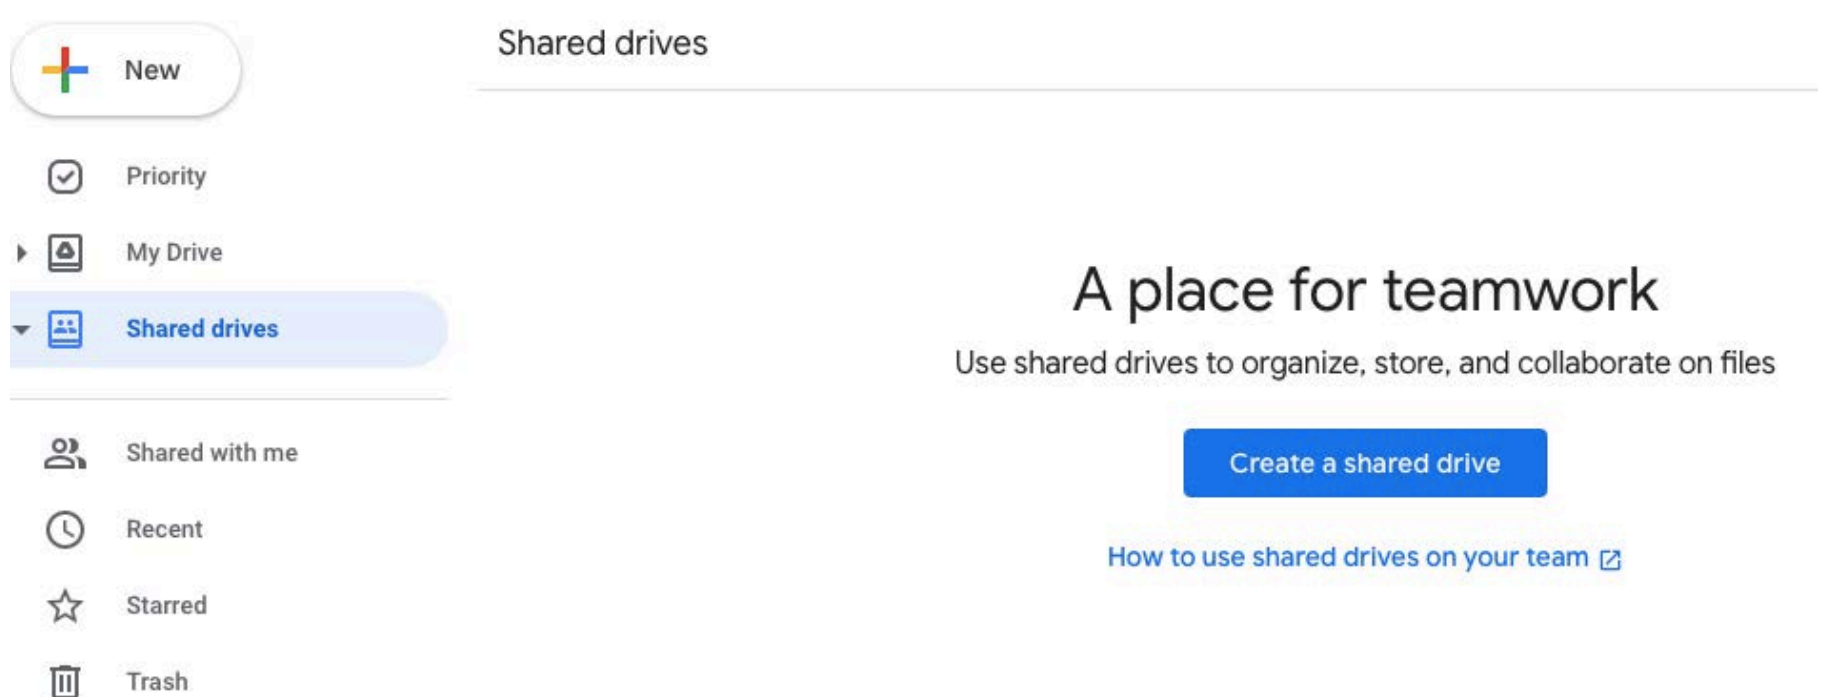 New
Priority
My Drive
Shared drives
Shared with me
Recent
Starred
Trash
Shared drives
A place for teamwork
Use shared drives to organize, store, and collaborate on files
Create a shared drive
How to use shared drives on your team